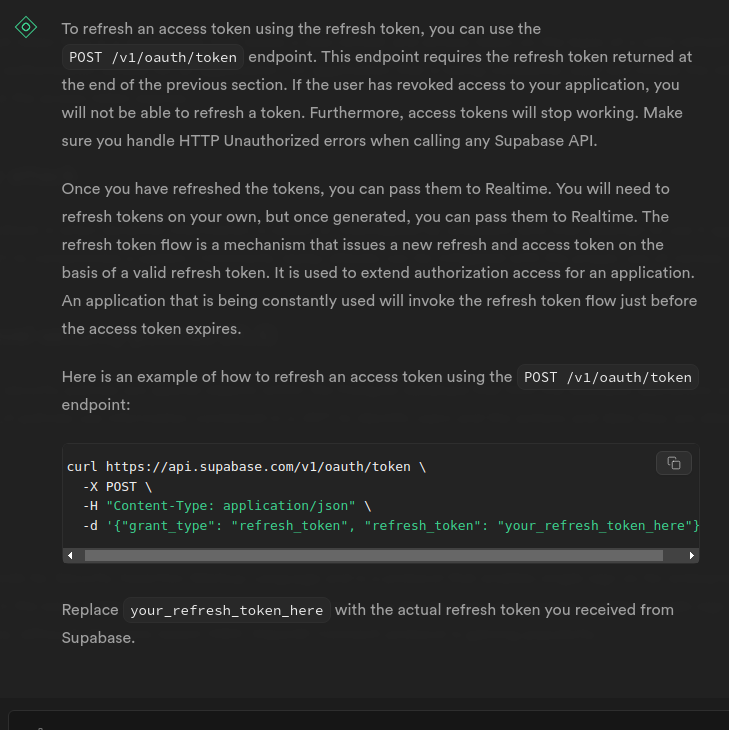 To refresh an access token using the refresh token, you can use the
POST /v1/oauth/token endpoint. This endpoint requires the refresh token returned at
the end of the previous section. If the user has revoked access to your application, you
will not be able to refresh a token. Furthermore, access tokens will stop working. Make
sure you handle HTTP Unauthorized errors when calling any Supabase API.
Once you have refreshed the tokens, you can pass them to Realtime. You will need to
refresh tokens on your own, but once generated, you can pass them to Realtime. The
refresh token flow is a mechanism that issues a new refresh and access token on the
basis of a valid refresh token. It is used to extend authorization access for an application.
An application that is being constantly used will invoke the refresh token flow just before
the access token expires.
Here is an example of how to refresh an access token using the POST /v1/oauth/token
endpoint:
curl https://api.supabase.com/v1/oauth/token \
  -X POST \
  -H "Content-Type: application/json" \
  -d '{"grant_type": "refresh_token", "refresh_token": "your_refresh_token_here"}
Replace your_refresh_token_here with the actual refresh token you received from
Supabase.